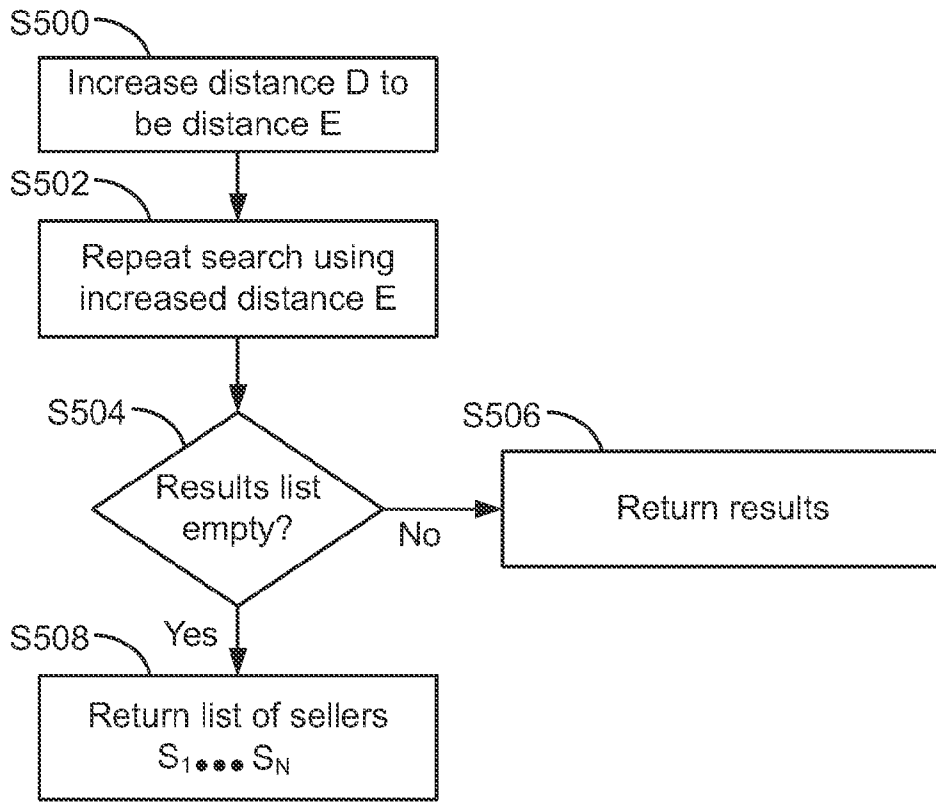 S500
Increase distance D to
be distance E
S502
Repeat search using
increased distance E
S504
Results list
empty?
No
S506
Return results
Yes
S508
Return list of sellers
S₁●●● S_N